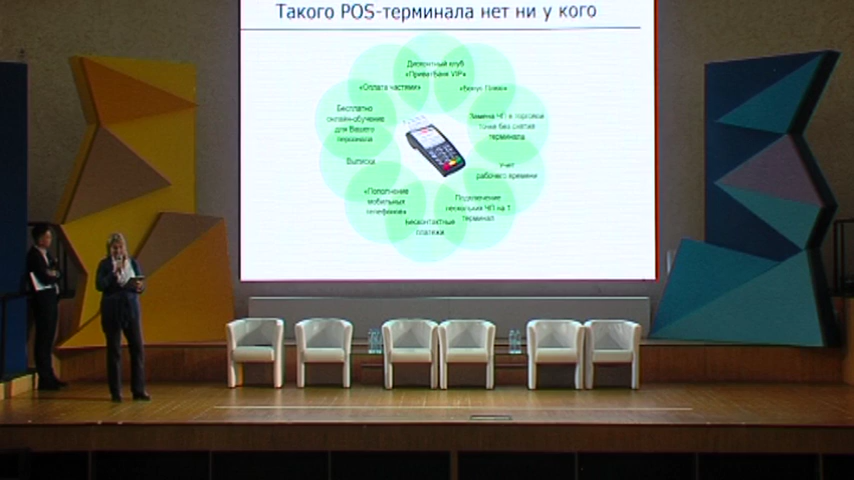 Такого POS-терминала нет ни у кого
Дисконтный клуб
«ПриватБанк VIP»
«Оплата частями»
«Бонус Плюс»
Бесплатно
онлайн-обучение
для Вашего
персонала
Замена ЧП в торговой
точке без снятия
терминала
Выписки
Учет
рабочего времени
«Пополнение
мобильных
телефонов»
Подключение
нескольких ЧП на 1
терминал
Бесконтактные
платежи